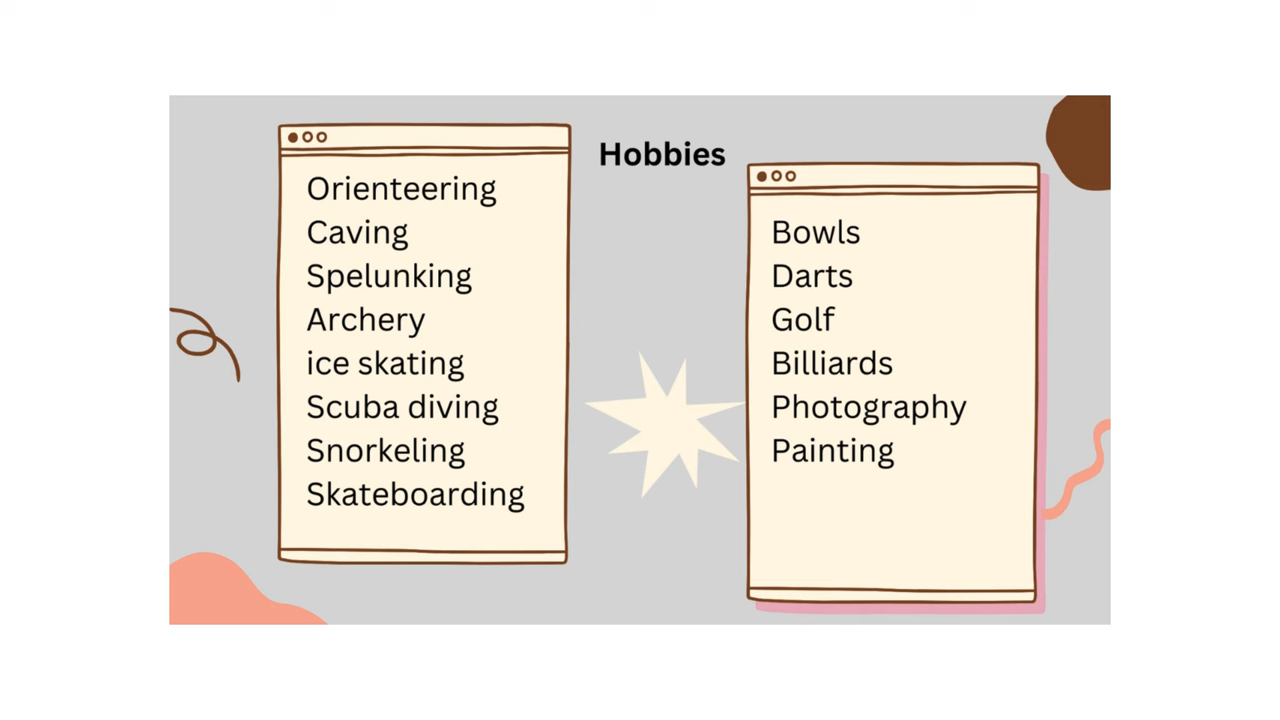 Hobbies
Orienteering
Caving
Spelunking
Archery
ice skating
Scuba diving
Snorkeling
Skateboarding
Bowls
Darts
Golf
Billiards
Photography
Painting